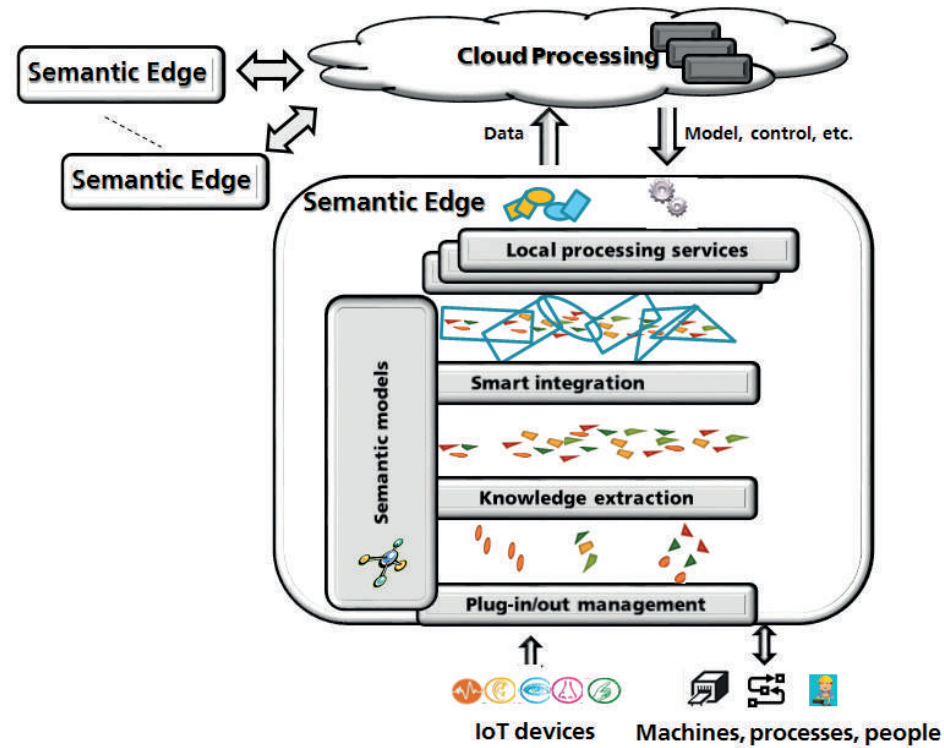 Cloud Processing
Semantic Edge
Semantic Edge
Data
Model, control, etc.
Semantic Edge
Local processing services
Smart integration
Semantic models
Knowledge extraction
Plug-in/out management
IoT devices
Machines, processes, people